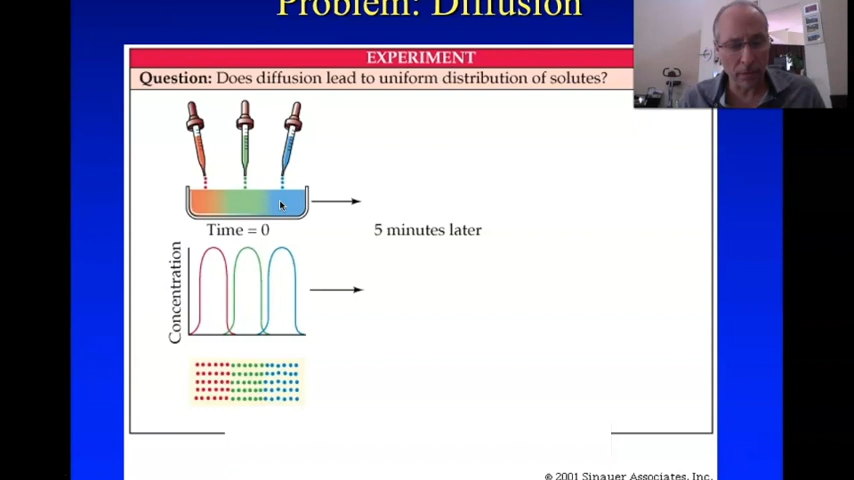 Problem: Diffusion
EXPERIMENT
Question: Does diffusion lead to uniform distribution of solutes?
Time = 0
5 minutes later
Concentration
© 2001 Sinauer Associates, Inc.